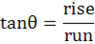 tanθ = rise/run